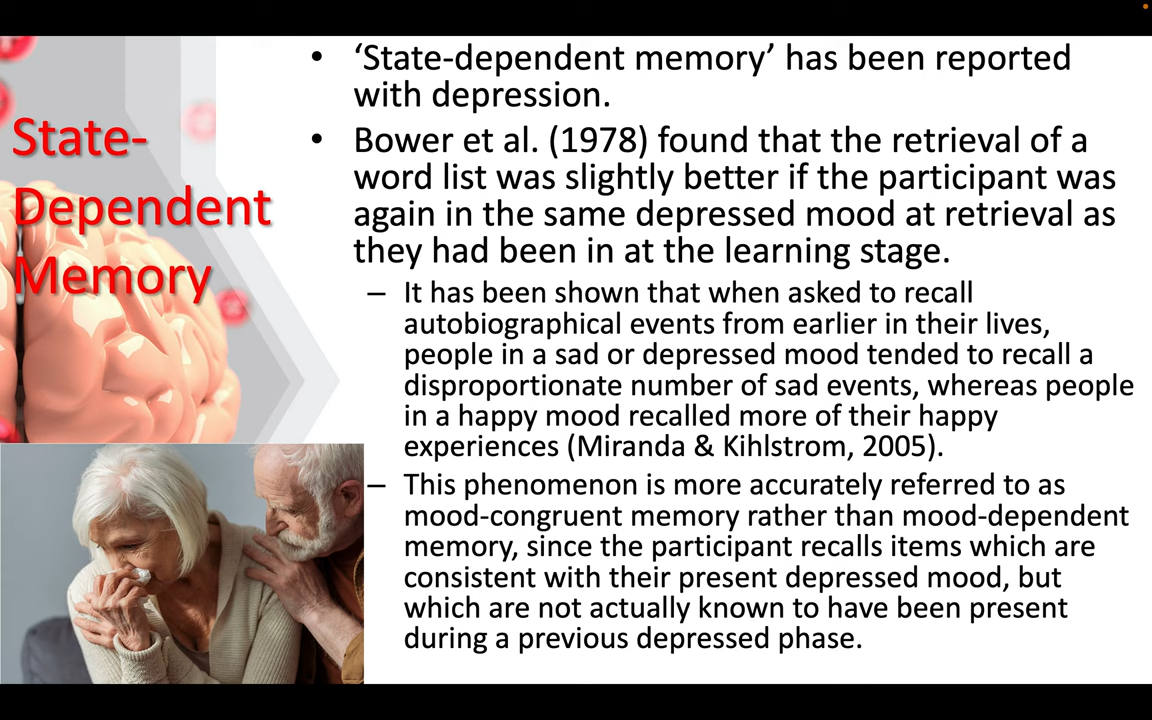 State-
Dependent
Memory
• ‘State-dependent memory’ has been reported
with depression.
• Bower et al. (1978) found that the retrieval of a
word list was slightly better if the participant was
again in the same depressed mood at retrieval as
they had been in at the learning stage.
– It has been shown that when asked to recall
autobiographical events from earlier in their lives,
people in a sad or depressed mood tended to recall a
disproportionate number of sad events, whereas people
in a happy mood recalled more of their happy
experiences (Miranda & Kihlstrom, 2005).
– This phenomenon is more accurately referred to as
mood-congruent memory rather than mood-dependent
memory, since the participant recalls items which are
consistent with their present depressed mood, but
which are not actually known to have been present
during a previous depressed phase.